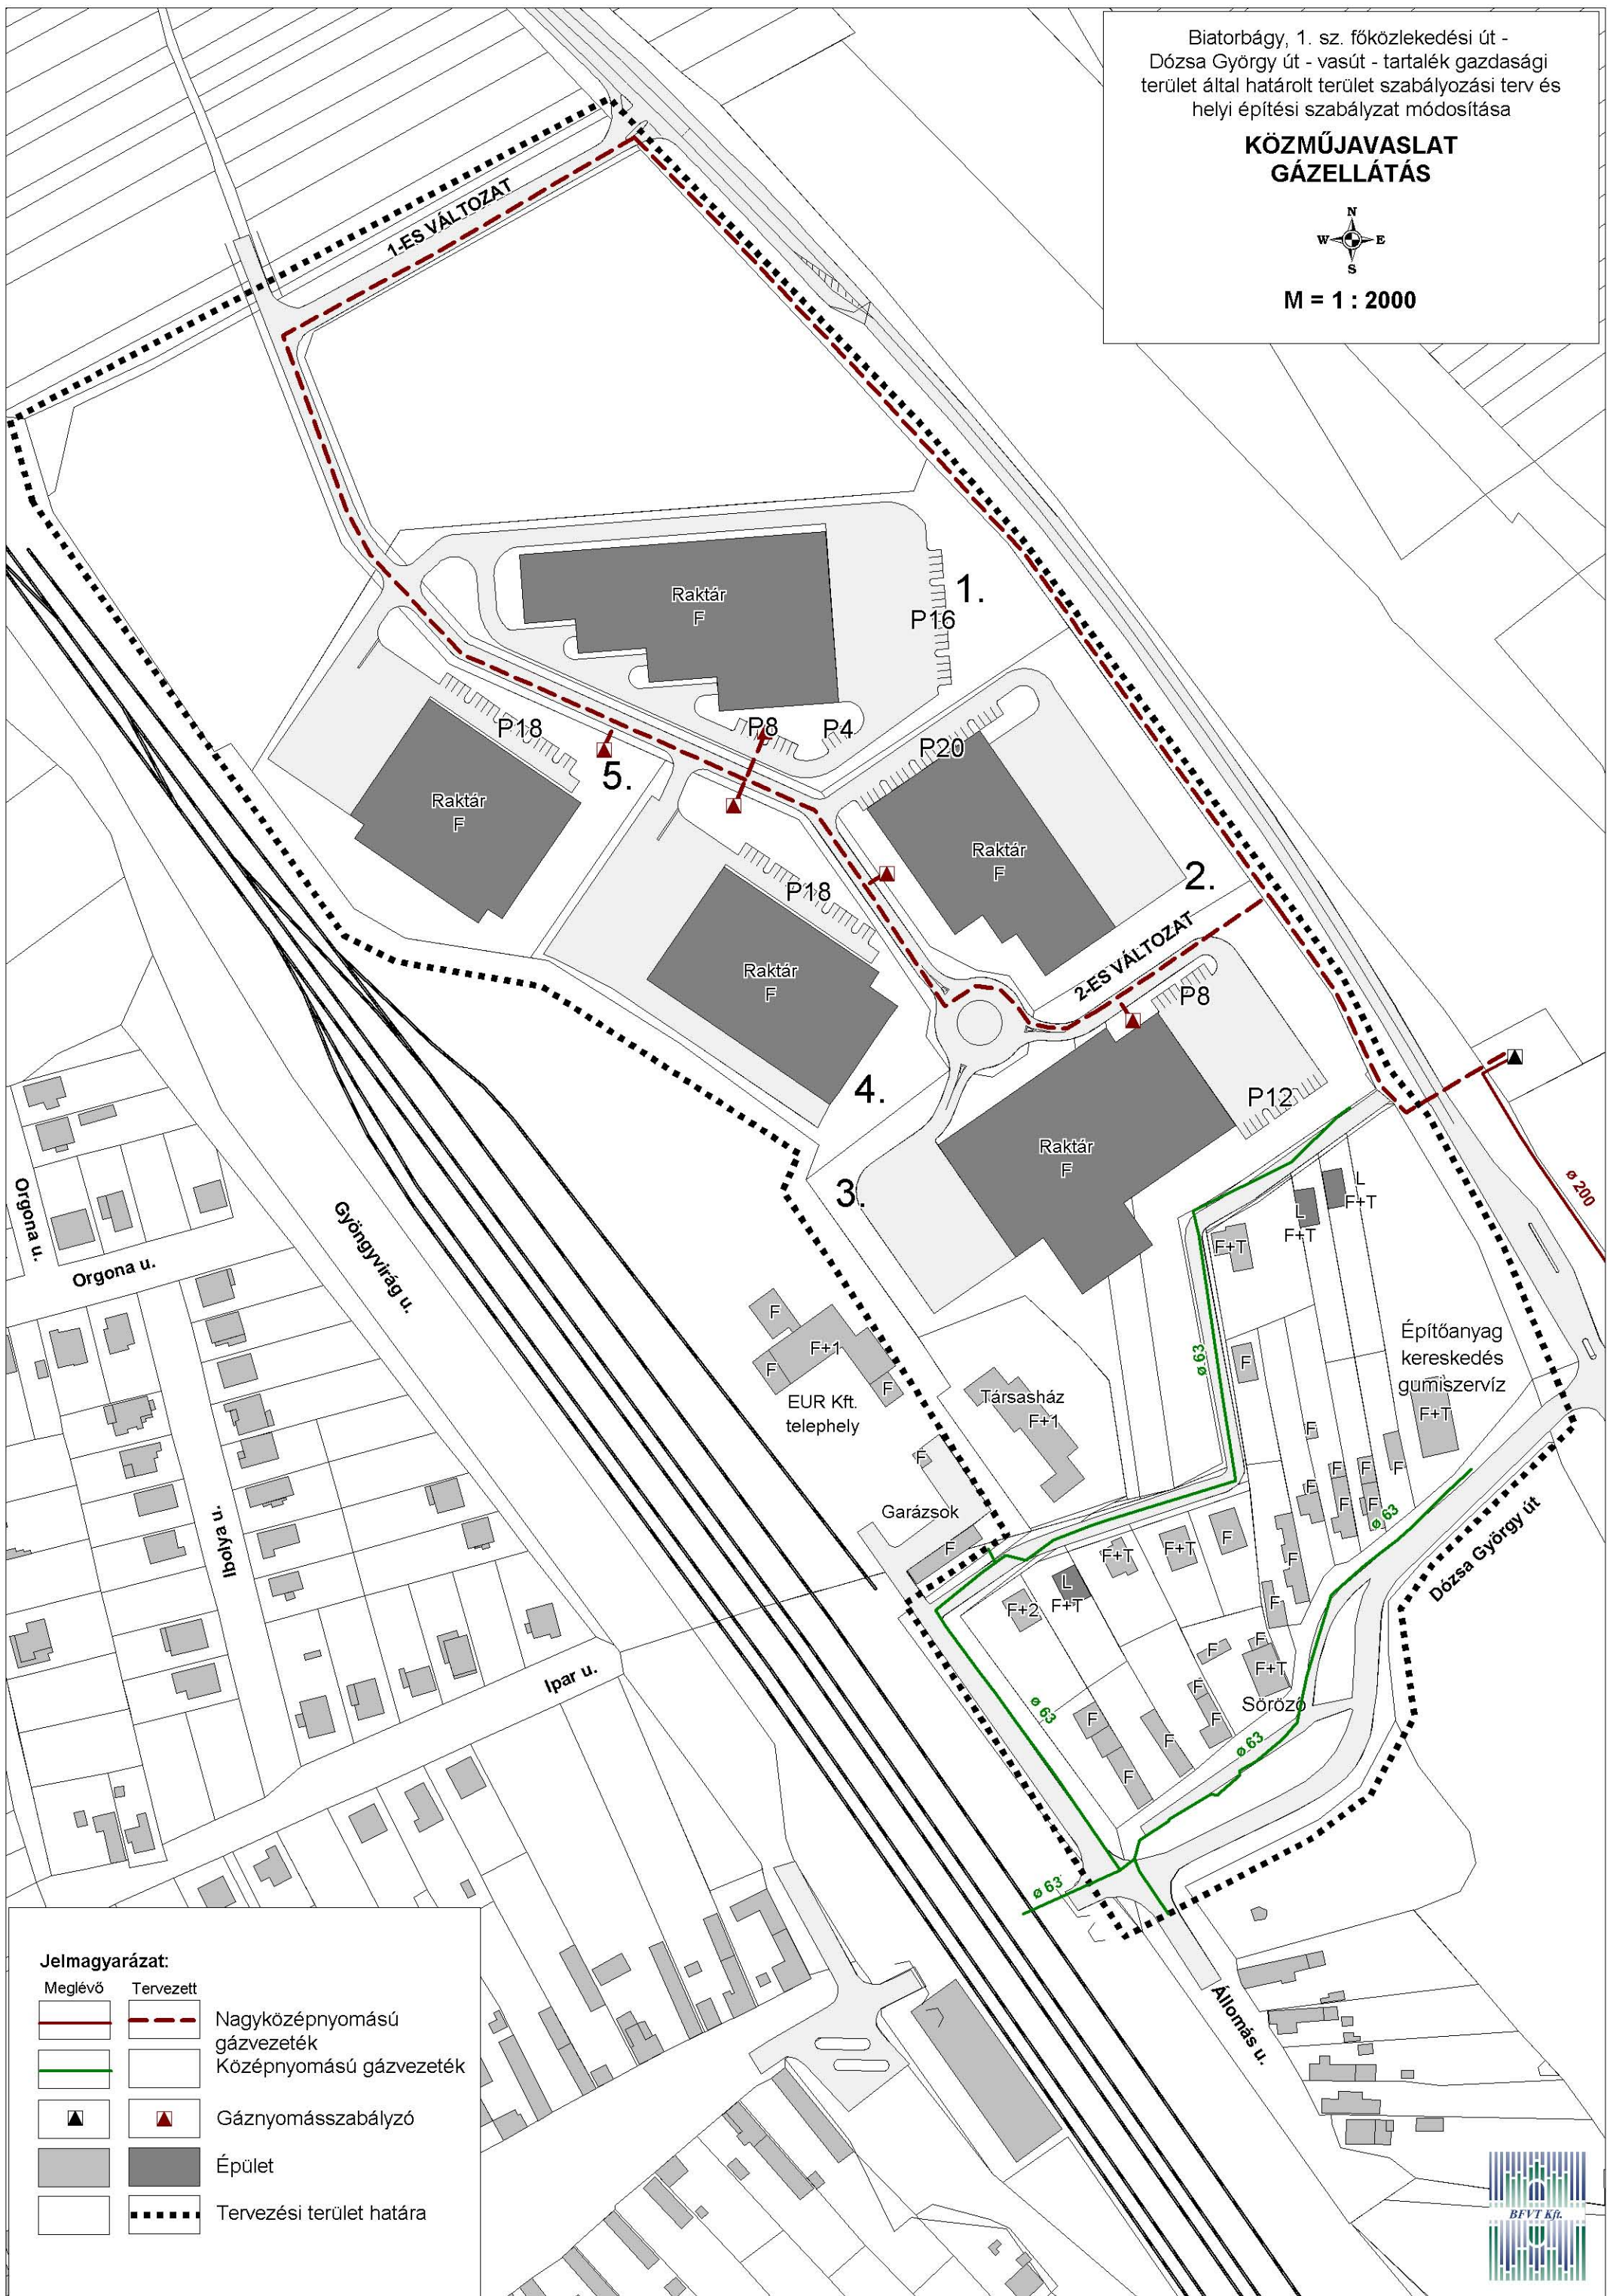 Biatorbágy, 1. sz. főközlekedési út -
Dózsa György út - vasút - tartalék gazdasági
terület által határolt terület szabályozási terv és
helyi építési szabályzat módosítása
KÖZMŰJAVASLAT
GÁZELLÁTÁS
N
W E
S
M = 1 : 2000
1-ES VÁLTOZAT
Raktár
F
1.
P16
P18
P8
P4
P20
5.
Raktár
F
Raktár
F
2.
P18
2-ES VÁLTOZAT
Raktár
F
P8
4.
P12
Raktár
F
3.
ø 200
L
F+T
L
F+T
F+T
Orgona u.
Orgona u.
Gyöngyvirág u.
F
F+1
F
F
EUR Kft.
telephely
Társasház
F+1
ø 63
F
Építőanyag
kereskedés
gumiszervíz
F+T
F
F
Garázsok
F
F
F
F
F
F
F
F
ø 63
Dózsa György út
Ibolya u.
F+T
F+T
F
F
F+2
L
F+T
F
F
F
F+T
Söröző
F
F
Ipar u.
ø 63
F
F
F
ø 63
ø 63
Állomás u.
Jelmagyarázat:
Meglévő Tervezett
Nagyközépnyomású
gázvezeték
Középnyomású gázvezeték
Gáznyomásszabályzó
Épület
Tervezési terület határa
BFVT Kft.